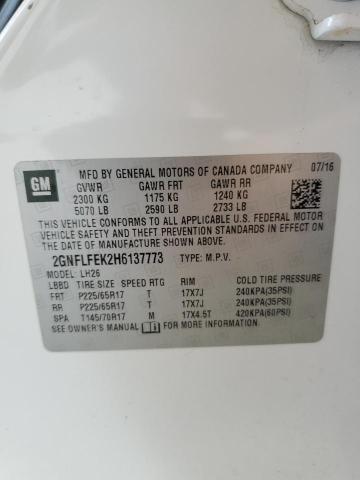 GM
MFD BY GENERAL MOTORS OF CANADA COMPANY 07/16
GVWR GAWR FRT GAWR RR
2300 KG 1175 KG 1240 KG
5070 LB 2590 LB 2733 LB
THIS VEHICLE CONFORMS TO ALL APPLICABLE U.S. FEDERAL MOTOR
VEHICLE SAFETY, BUMPER, AND THEFT PREVENTION STANDARDS
IN EFFECT ON THE DATE OF MANUFACTURE SHOWN ABOVE.
2GNFLFEK2H6137773 TYPE: M.P.V.
MODEL: LH26
LBBD TIRE SIZE SPEED RTG RIM COLD TIRE PRESSURE
FRT P225/65R17 T 17X7J 240KPA(35PSI)
RR P225/65R17 T 17X7J 240KPA(35PSI)
SPA T145/70R17 M 17X4.5T 420KPA(60PSI)
SEE OWNER'S MANUAL FOR MORE INFORMATION.